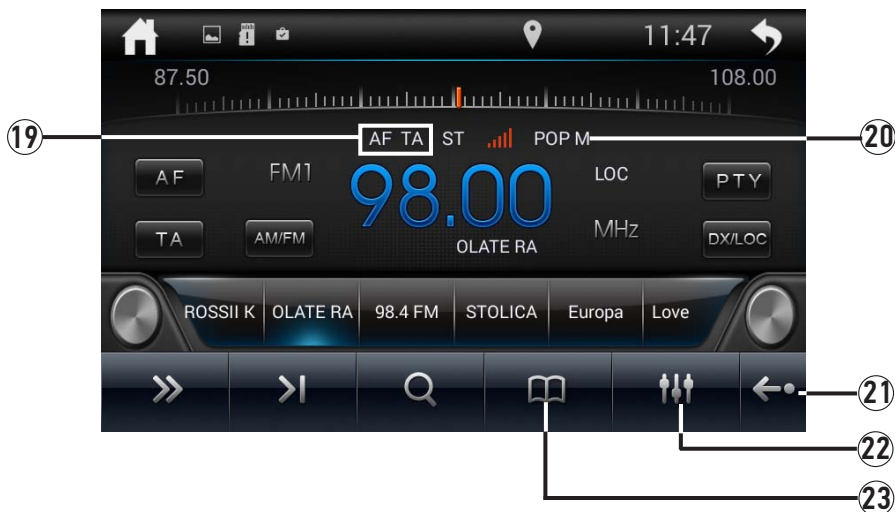 11:47
87.50 108.00
19 AF TA ST POP M 20
AF FM1 98.00 LOC PTY
TA AM/FM OLATE RA MHz DX/LOC
ROSSII K OLATE RA 98.4 FM STOLICA Europa Love
21
22
23